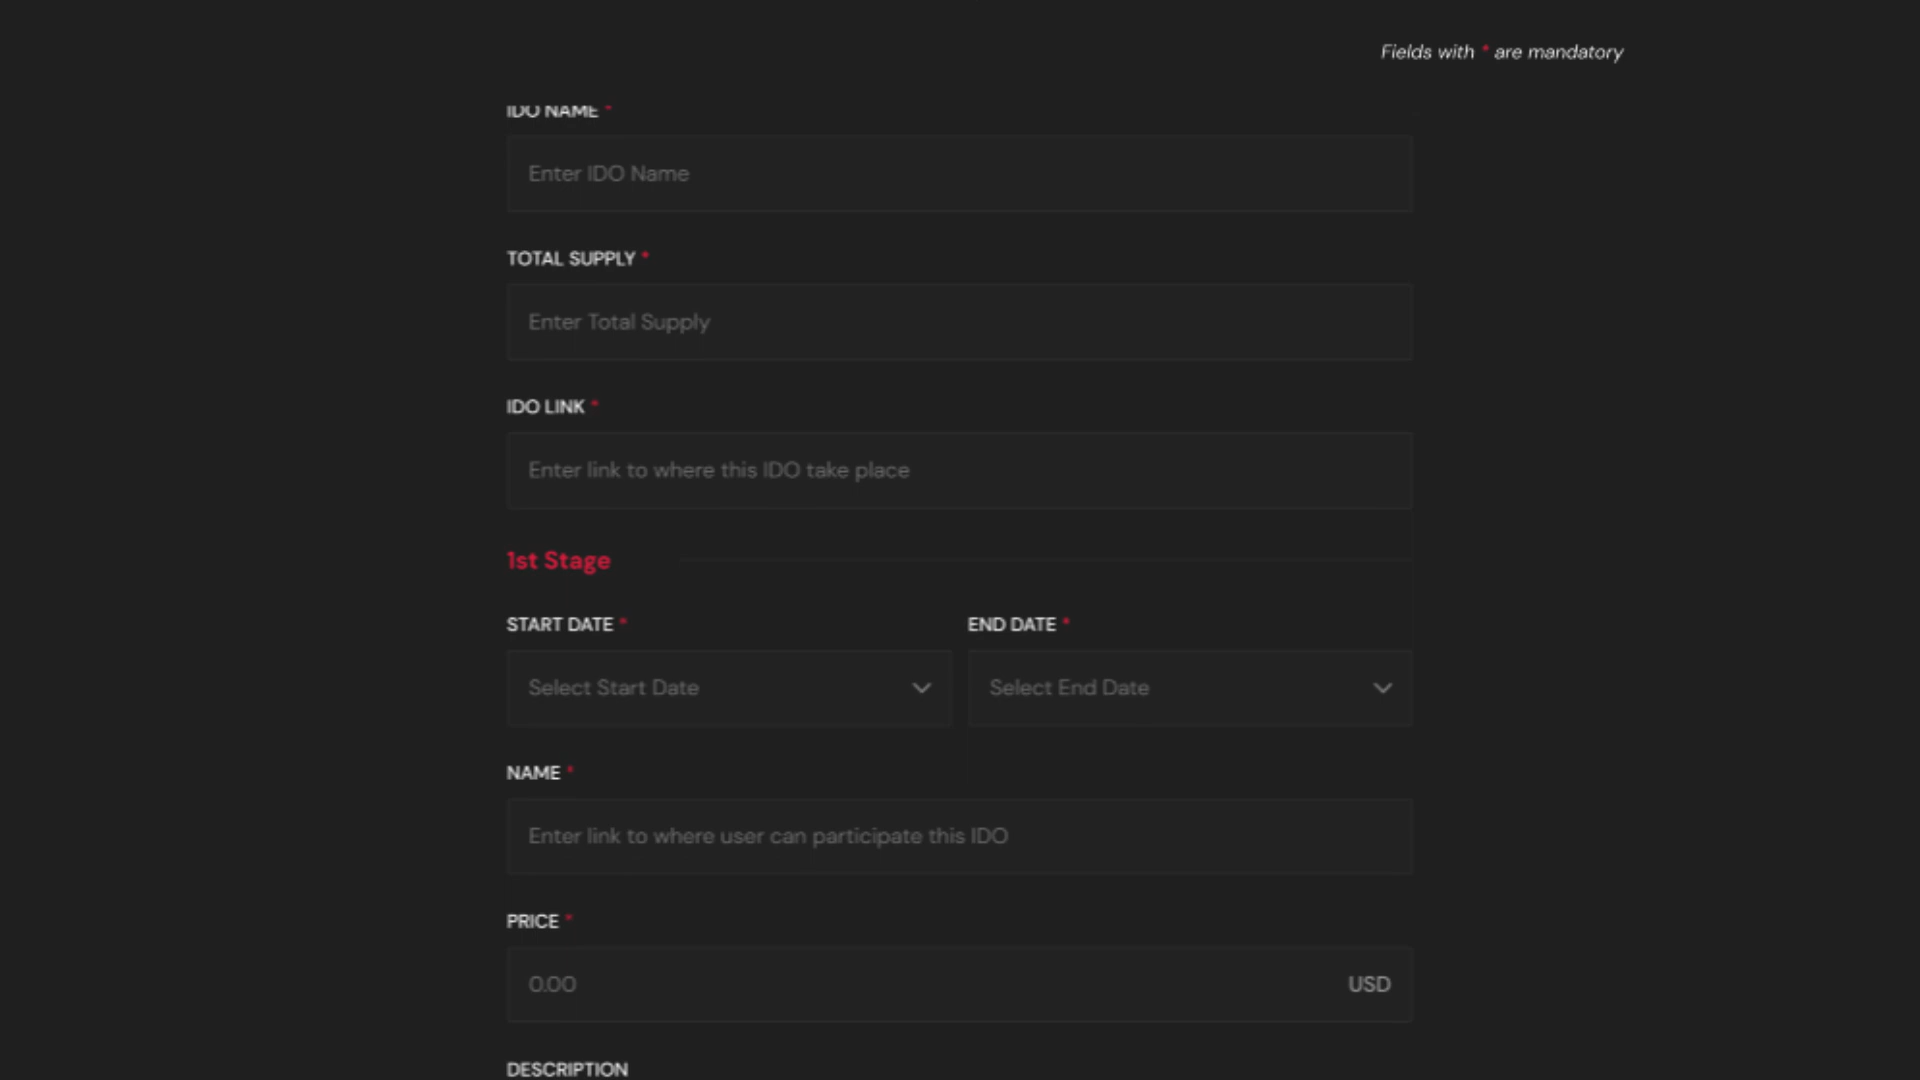 Fields with * are mandatory
IDO NAME *
Enter IDO Name
TOTAL SUPPLY *
Enter Total Supply
IDO LINK *
Enter link to where this IDO take place
1st Stage
START DATE * END DATE *
Select Start Date Select End Date
NAME *
Enter link to where user can participate this IDO
PRICE *
0.00 USD
DESCRIPTION